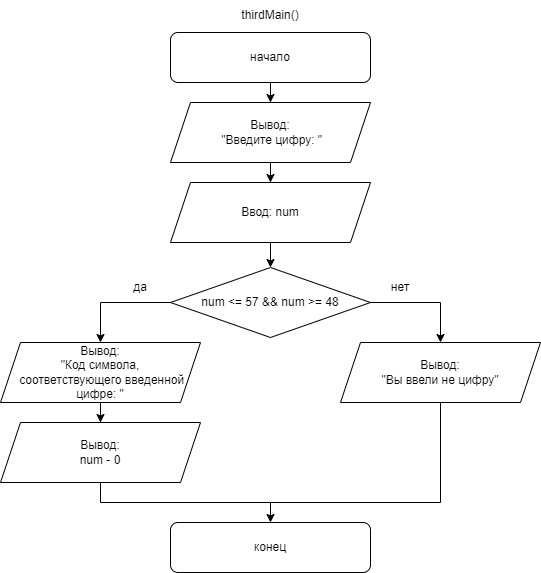 thirdMain()
начало
Вывод:
"Введите цифру: "
Ввод: num
да
нет
num <= 57 && num >= 48
Вывод:
"Код символа,
соответствующего введенной
цифре: "
Вывод:
"Вы ввели не цифру"
Вывод:
num - 0
конец